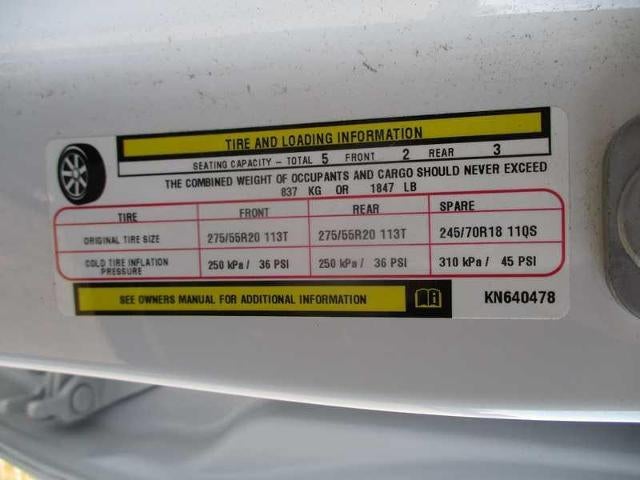 TIRE AND LOADING INFORMATION
SEATING CAPACITY - TOTAL 5 FRONT 2 REAR 3
THE COMBINED WEIGHT OF OCCUPANTS AND CARGO SHOULD NEVER EXCEED
837 KG OR 1847 LB
TIRE FRONT REAR SPARE
ORIGINAL TIRE SIZE 275/55R20 113T 275/55R20 113T 245/70R18 110S
COLD TIRE INFLATION PRESSURE 250 kPa / 36 PSI 250 kPa / 36 PSI 310 kPa / 45 PSI
SEE OWNERS MANUAL FOR ADDITIONAL INFORMATION KN640478